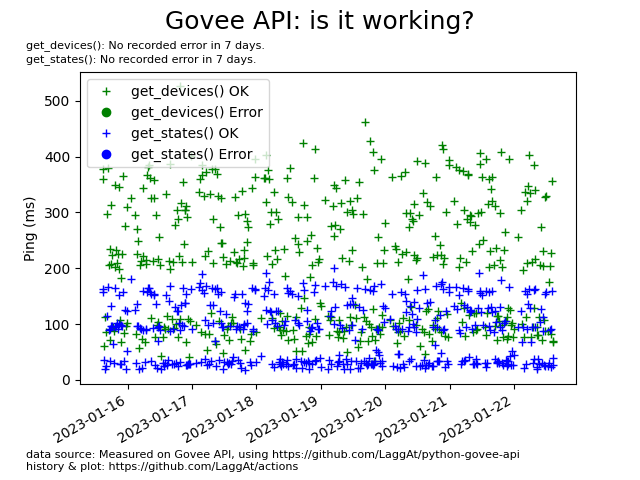 Govee API: is it working?
get_devices(): No recorded error in 7 days.
get_states(): No recorded error in 7 days.
get_devices() OK
get_devices() Error
get_states() OK
get_states() Error
Ping (ms)
500
400
300
200
100
0
2023-01-16
2023-01-17
2023-01-18
2023-01-19
2023-01-20
2023-01-21
2023-01-22
data source: Measured on Govee API, using https://github.com/LaggAt/python-govee-api
history & plot: https://github.com/LaggAt/actions